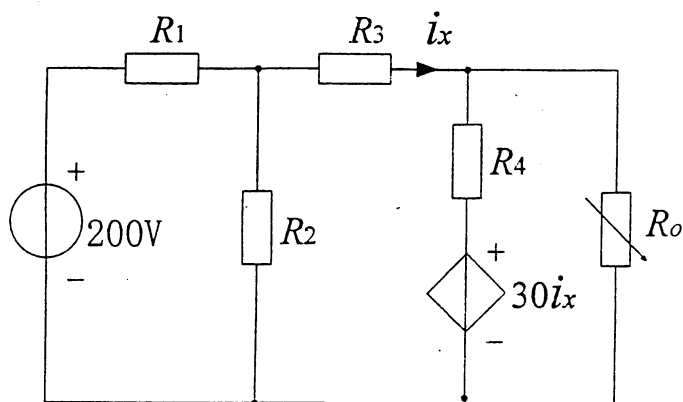 R1
R3
ix
+
200V
−
R2
R4
+
30ix
−
Ro